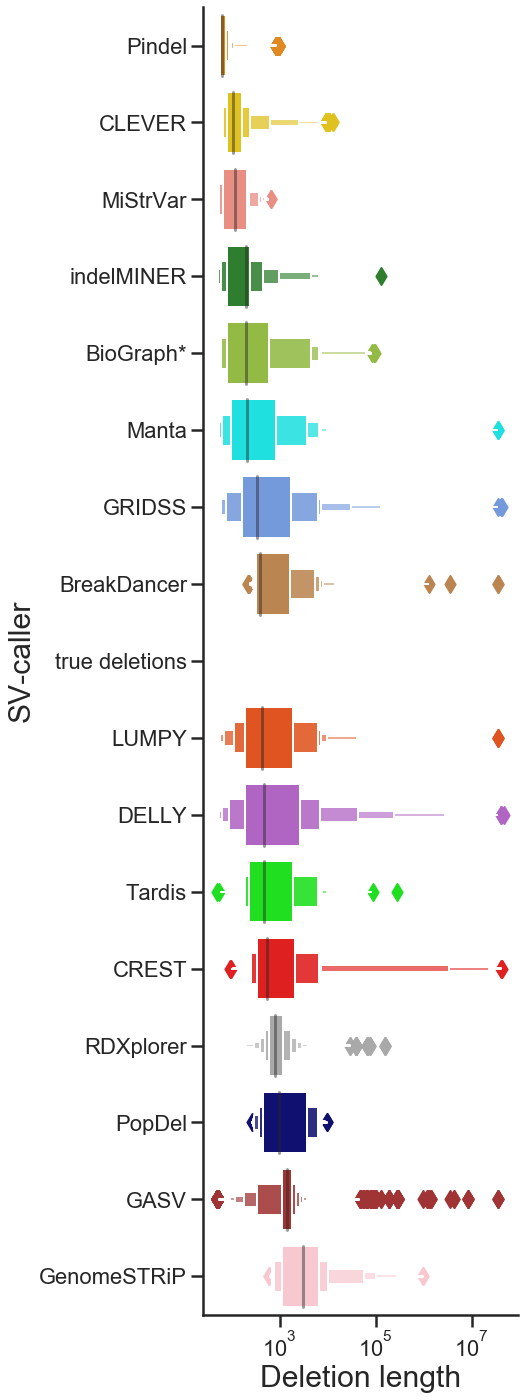 Pindel
CLEVER
MiStrVar
indelMINER
BioGraph*
Manta
GRIDSS
BreakDancer
true deletions
LUMPY
DELLY
Tardis
CREST
RDXplorer
PopDel
GASV
GenomeSTRiP
SV-caller
10³ 10⁵ 10⁷
Deletion length